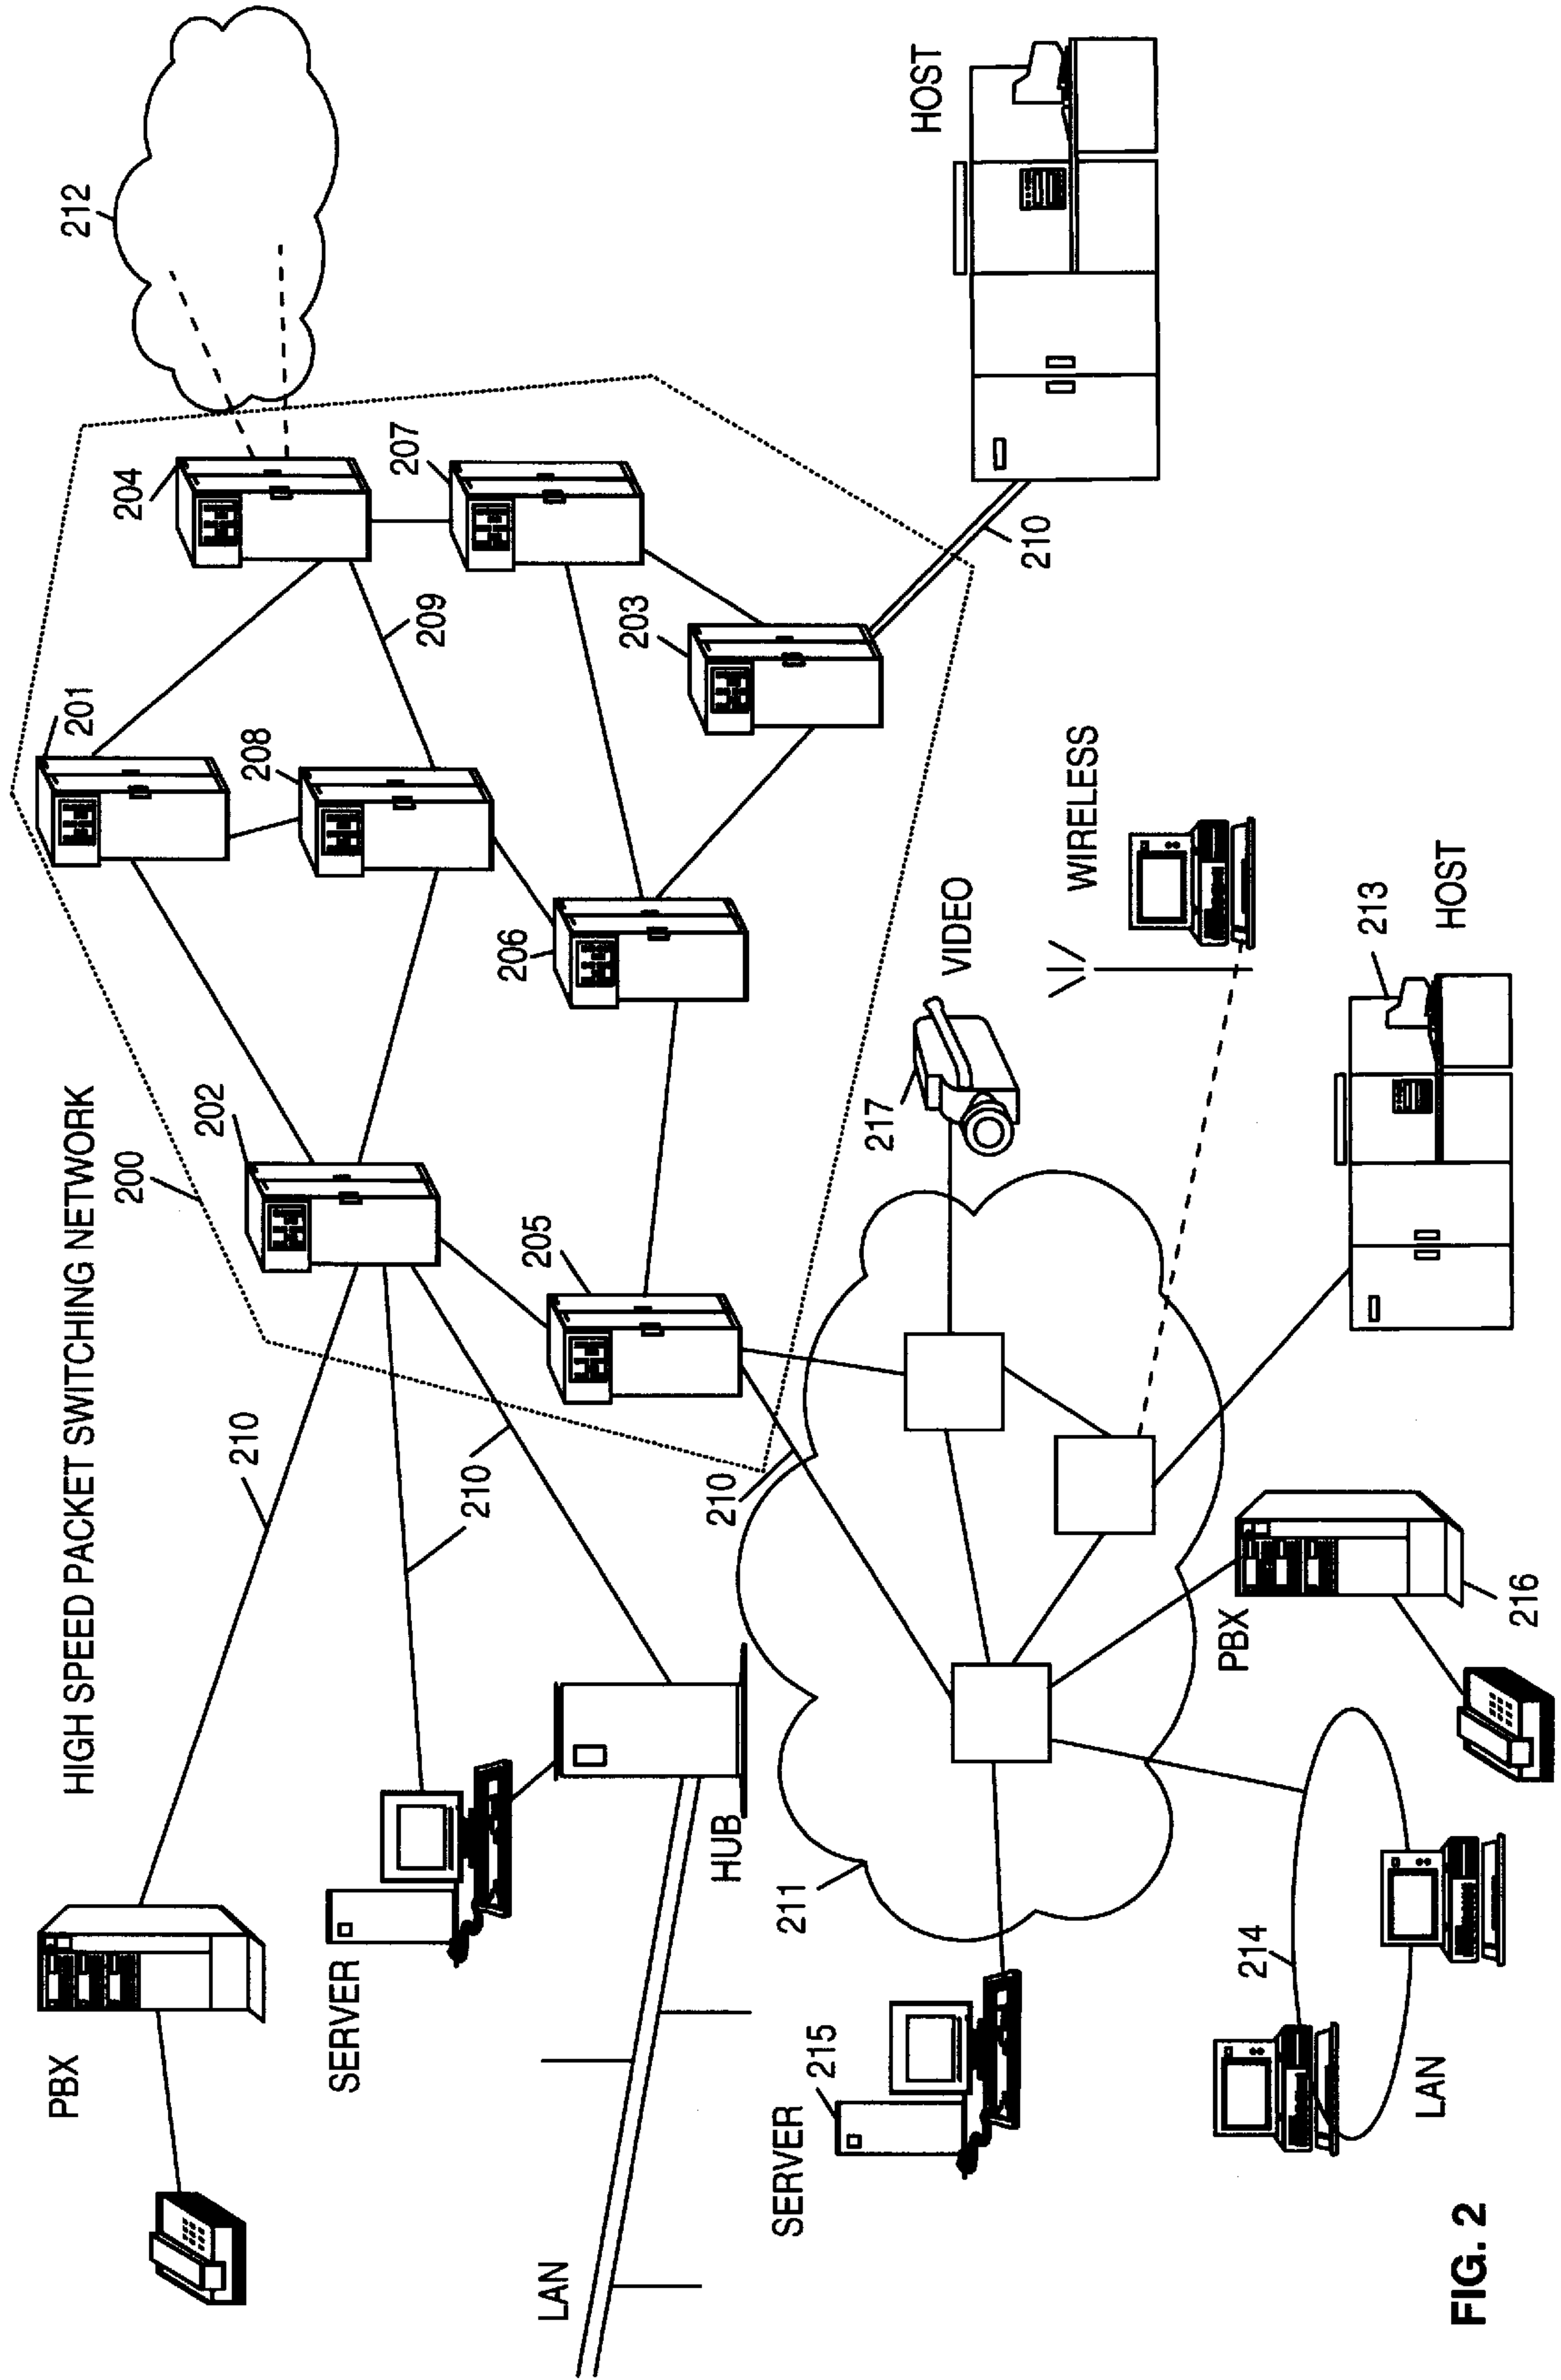 HIGH SPEED PACKET SWITCHING NETWORK
200
212
PBX
210
202
201
204
208
209
207
SERVER
210
210
205
206
203
HOST
210
LAN
HUB
210
211
217
VIDEO
WIRELESS
SERVER
215
214
LAN
PBX
216
213
HOST
FIG. 2